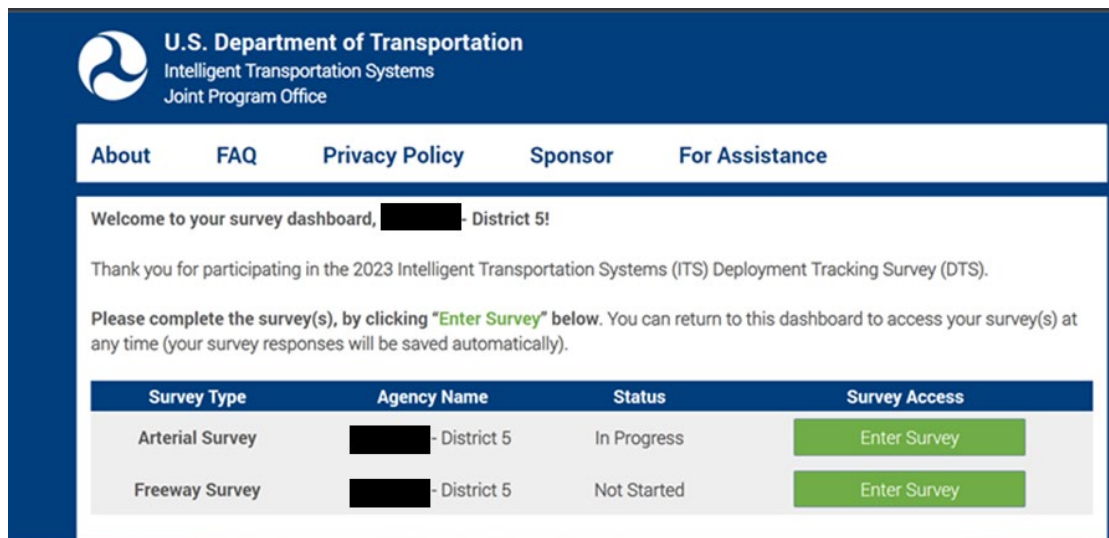 U.S. Department of Transportation
Intelligent Transportation Systems
Joint Program Office
About FAQ Privacy Policy Sponsor For Assistance
Welcome to your survey dashboard, - District 5!
Thank you for participating in the 2023 Intelligent Transportation Systems (ITS) Deployment Tracking Survey (DTS).
Please complete the survey(s), by clicking “Enter Survey” below. You can return to this dashboard to access your survey(s) at
any time (your survey responses will be saved automatically).
Survey Type Agency Name Status Survey Access
Arterial Survey - District 5 In Progress Enter Survey
Freeway Survey - District 5 Not Started Enter Survey